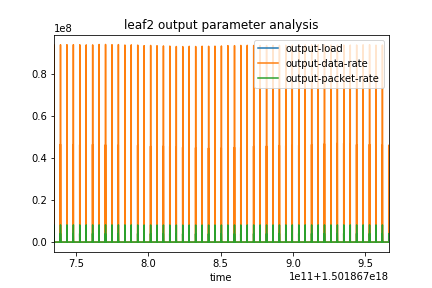 leaf2 output parameter analysis
1e8
output-load
output-data-rate
output-packet-rate
0.8
0.6
0.4
0.2
0.0
7.5 8.0 8.5 9.0 9.5
time
1e11+1.501867e18